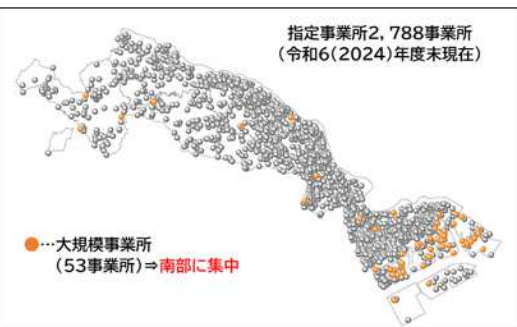 指定事業所2,788事業所
(令和6(2024)年度末現在)
●…大規模事業所
(53事業所)⇒南部に集中